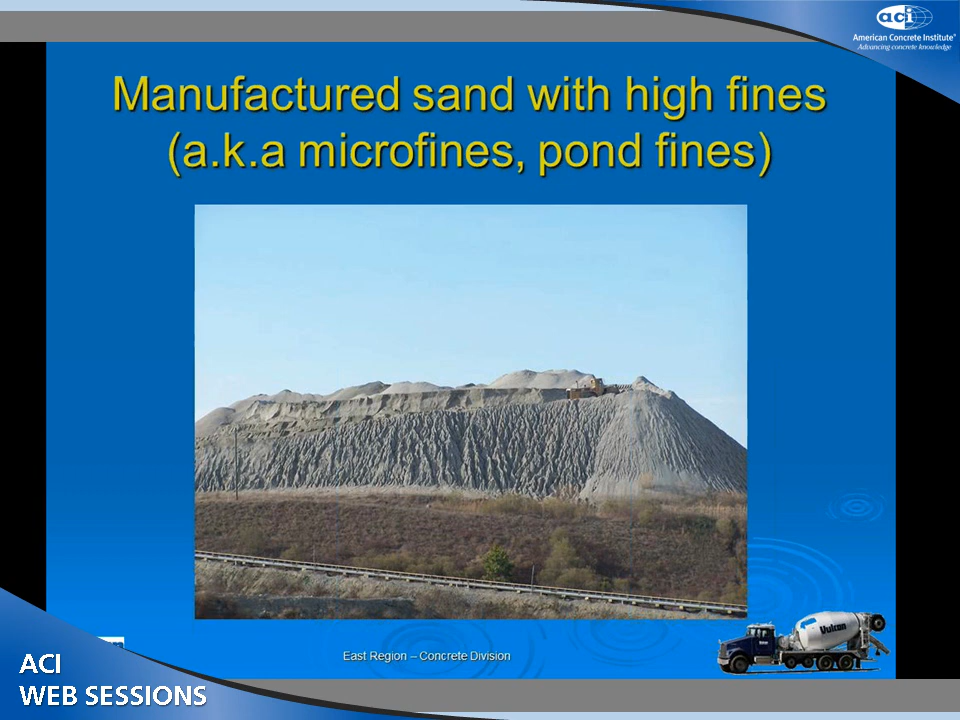 aci
American Concrete Institute®
Advancing concrete knowledge
Manufactured sand with high fines
(a.k.a microfines, pond fines)
Vulcan
East Region – Concrete Division
ACI
WEB SESSIONS